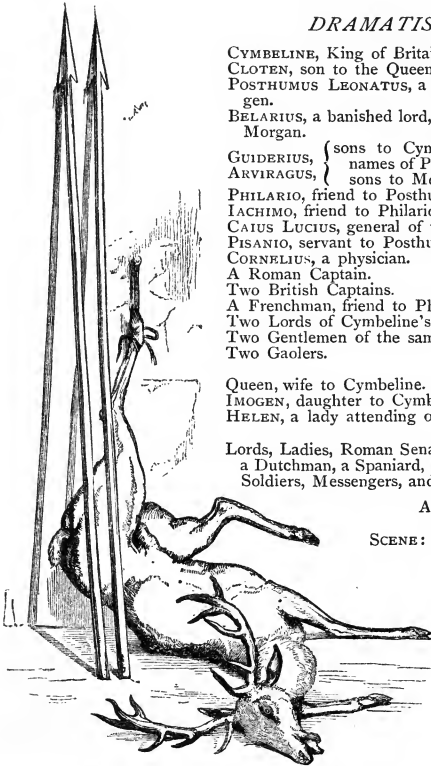 DRAMATIS
CYMBELINE, King of Brita
CLOTEN, son to the Queen
POSTHUMUS LEONATUS, a
gen.
BELARIUS, a banished lord,
Morgan.
GUIDERIUS, { sons to Cym
ARVIRAGUS, } names of P
sons to Mo
PHILARIO, friend to Posthu
IACHIMO, friend to Philario
CAIUS LUCIUS, general of
PISANIO, servant to Posthu
CORNELIUS, a physician.
A Roman Captain.
Two British Captains.
A Frenchman, friend to Ph
Two Lords of Cymbeline's
Two Gentlemen of the sam
Two Gaolers.
Queen, wife to Cymbeline.
IMOGEN, daughter to Cymb
HELEN, a lady attending o
Lords, Ladies, Roman Sena
a Dutchman, a Spaniard,
Soldiers, Messengers, and
A
SCENE: